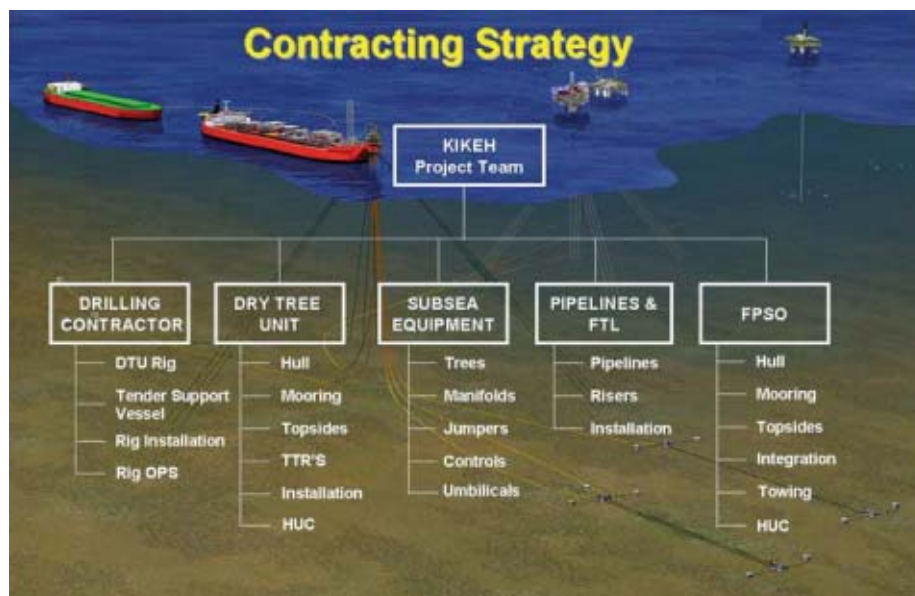 Contracting Strategy
KIKEH
Project Team
DRILLING
CONTRACTOR
DTU Rig
Tender Support
Vessel
Rig Installation
Rig OPS
DRY TREE
UNIT
Hull
Mooring
Topsides
TTR'S
Installation
HUC
SUBSEA
EQUIPMENT
Trees
Manifolds
Jumpers
Controls
Umbilicals
PIPELINES &
FTL
Pipelines
Risers
Installation
FPSO
Hull
Mooring
Topsides
Integration
Towing
HUC